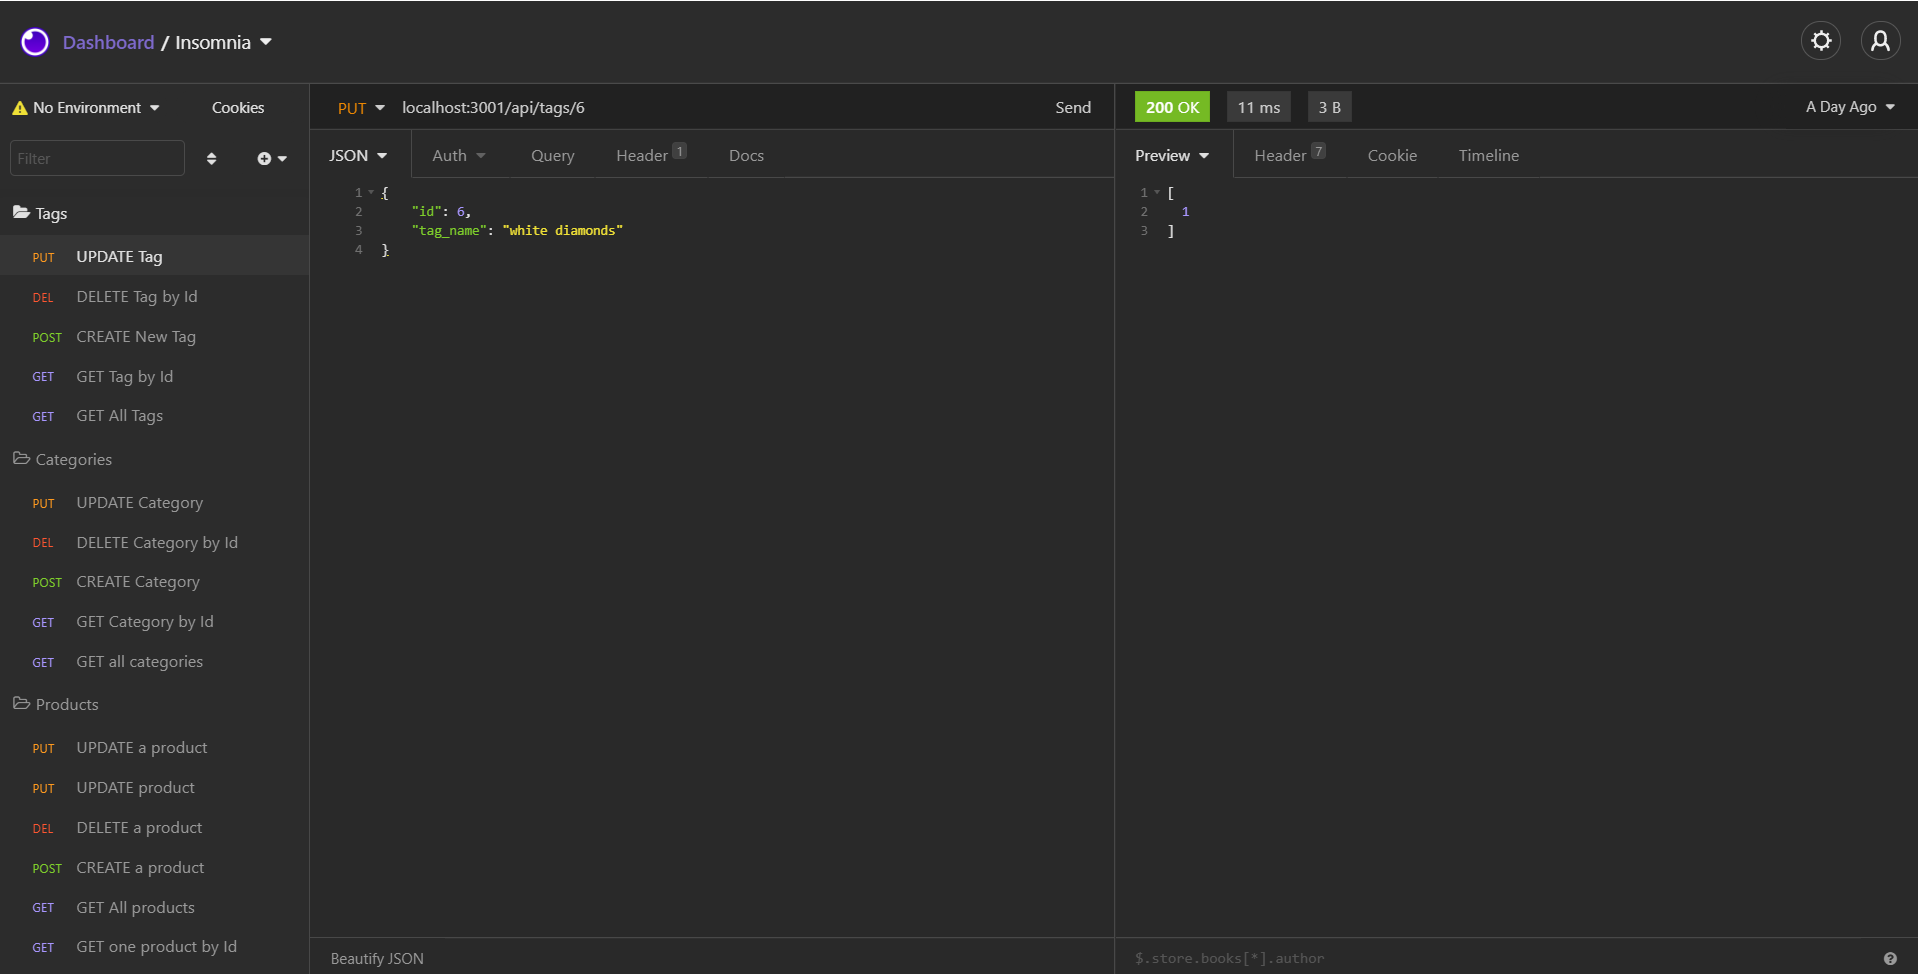 Dashboard / Insomnia
No Environment
Cookies
Filter
Tags
PUT UPDATE Tag
DEL DELETE Tag by Id
POST CREATE New Tag
GET GET Tag by Id
GET GET All Tags
Categories
PUT UPDATE Category
DEL DELETE Category by Id
POST CREATE Category
GET GET Category by Id
GET GET all categories
Products
PUT UPDATE a product
PUT UPDATE product
DEL DELETE a product
POST CREATE a product
GET GET All products
GET GET one product by Id
PUT localhost:3001/api/tags/6 Send
JSON Auth Query Header 1 Docs
1 {
2 "id": 6,
3 "tag_name": "white diamonds"
4 }
Beautify JSON
200 OK 11 ms 3 B A Day Ago
Preview Header 7 Cookie Timeline
1 [
2 1
3 ]
$.store.books[*].author